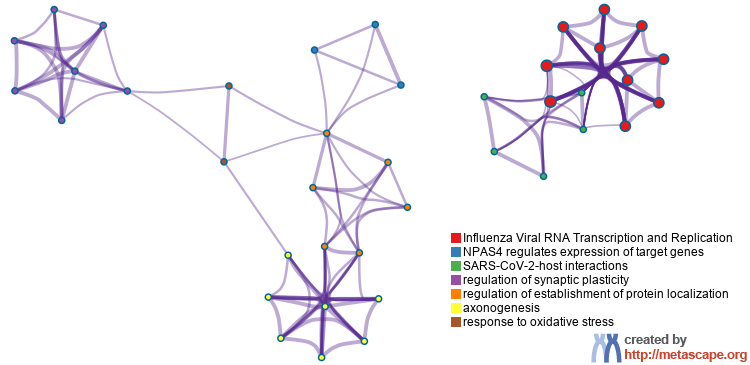 Influenza Viral RNA Transcription and Replication
NPAS4 regulates expression of target genes
SARS-CoV-2-host interactions
regulation of synaptic plasticity
regulation of establishment of protein localization
axonogenesis
response to oxidative stress
created by
http://metascape.org